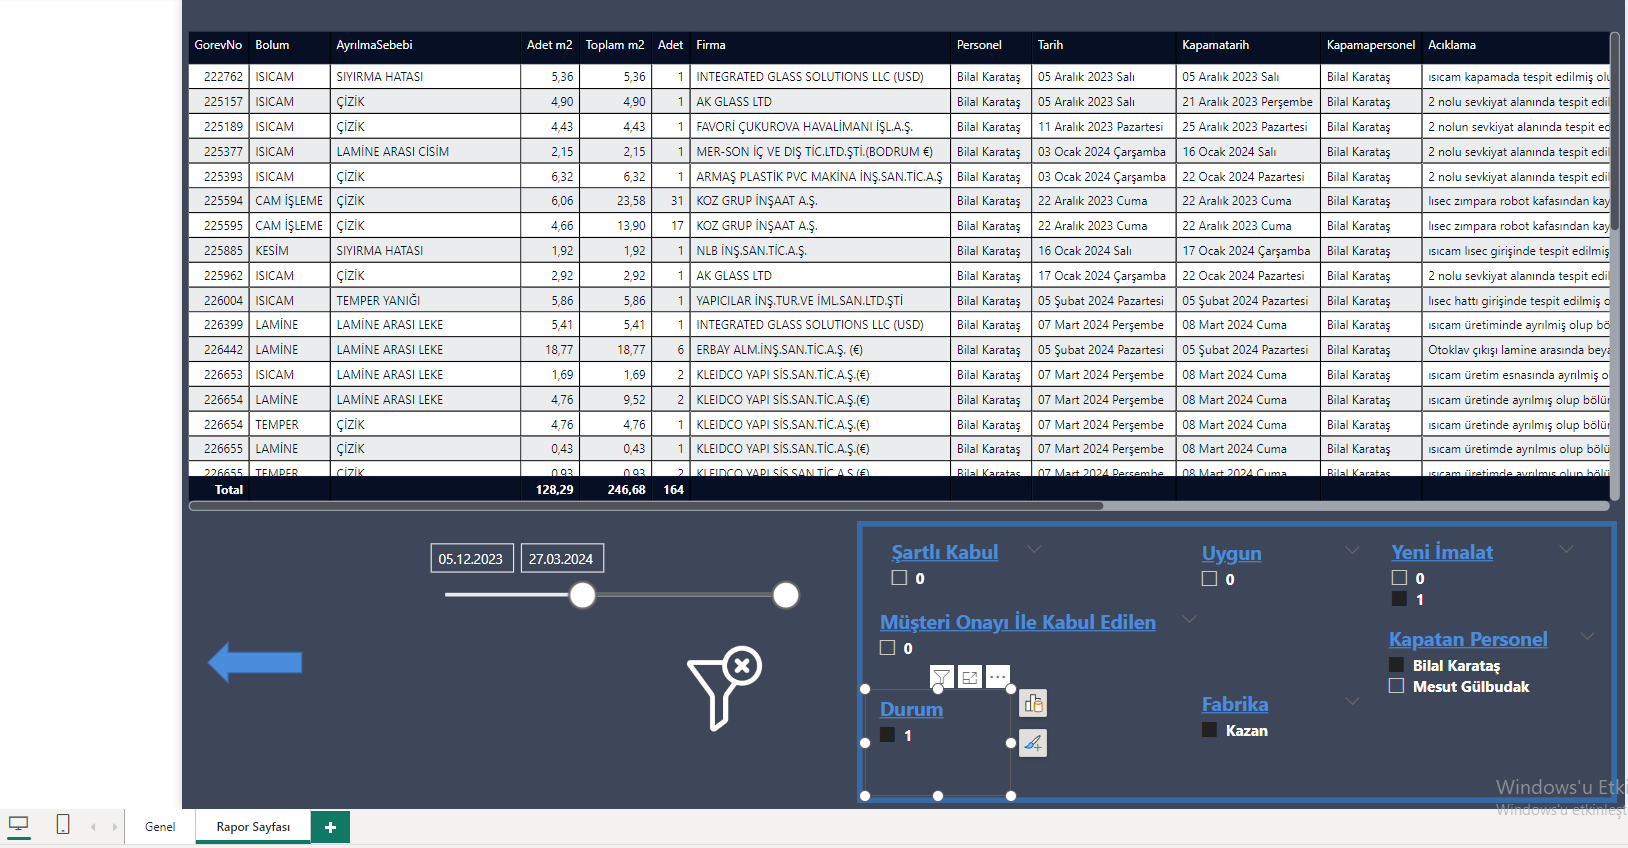 GorevNo Bolum AyrılmaSebebi Adet m2 Toplam m2 Adet Firma Personel Tarih Kapamatarih Kapamapersonel Acıklama
222762 ISICAM SIYIRMA HATASI 5,36 5,36 1 INTEGRATED GLASS SOLUTIONS LLC (USD) Bilal Karataş 05 Aralık 2023 Salı 05 Aralık 2023 Salı Bilal Karataş ısıcam kapamada tespit edilmiş olu
225157 ISICAM ÇİZİK 4,90 4,90 1 AK GLASS LTD Bilal Karataş 05 Aralık 2023 Salı 21 Aralık 2023 Perşembe Bilal Karataş 2 nolu sevkiyat alanında tespit edil
225189 ISICAM ÇİZİK 4,43 4,43 1 FAVORİ ÇUKUROVA HAVALİMANI İŞL.A.Ş. Bilal Karataş 11 Aralık 2023 Pazartesi 25 Aralık 2023 Pazartesi Bilal Karataş 2 nolun sevkiyat alanında tespit ed
225377 ISICAM LAMİNE ARASI CİSİM 2,15 2,15 1 MER-SON İÇ VE DIŞ TİC.LTD.ŞTİ.(BODRUM €) Bilal Karataş 03 Ocak 2024 Çarşamba 16 Ocak 2024 Salı Bilal Karataş 2 nolu sevkiyat alanında tespit edil
225393 ISICAM ÇİZİK 6,32 6,32 1 ARMAŞ PLASTİK PVC MAKİNA İNŞ.SAN.TİC.A.Ş Bilal Karataş 03 Ocak 2024 Çarşamba 22 Ocak 2024 Pazartesi Bilal Karataş 2 nolu sevkiyat alanında tespit edil
225594 CAM İŞLEME ÇİZİK 6,06 23,58 31 KOZ GRUP İNŞAAT A.Ş. Bilal Karataş 22 Aralık 2023 Cuma 22 Aralık 2023 Cuma Bilal Karataş lısec zımpara robot kafasından kay
225595 CAM İŞLEME ÇİZİK 4,66 13,90 17 KOZ GRUP İNŞAAT A.Ş. Bilal Karataş 22 Aralık 2023 Cuma 22 Aralık 2023 Cuma Bilal Karataş lısec zımpara robot kafasından kay
225885 KESİM SIYIRMA HATASI 1,92 1,92 1 NLB İNŞ.SAN.TİC.A.Ş. Bilal Karataş 16 Ocak 2024 Salı 17 Ocak 2024 Çarşamba Bilal Karataş ısıcam lısec girişinde tespit edilmiş
225962 ISICAM ÇİZİK 2,92 2,92 1 AK GLASS LTD Bilal Karataş 17 Ocak 2024 Çarşamba 22 Ocak 2024 Pazartesi Bilal Karataş 2 nolu sevkiyat alanında tespit edil
226004 ISICAM TEMPER YANIĞI 5,86 5,86 1 YAPICILAR İNŞ.TUR.VE İML.SAN.LTD.ŞTİ Bilal Karataş 05 Şubat 2024 Pazartesi 05 Şubat 2024 Pazartesi Bilal Karataş lısec hattı girişinde tespit edilmiş o
226399 LAMİNE LAMİNE ARASI LEKE 5,41 5,41 1 INTEGRATED GLASS SOLUTIONS LLC (USD) Bilal Karataş 07 Mart 2024 Perşembe 08 Mart 2024 Cuma Bilal Karataş ısıcam üretiminde ayrılmış olup bö
226442 LAMİNE LAMİNE ARASI LEKE 18,77 18,77 6 ERBAY ALM.İNŞ.SAN.TİC.A.Ş. (€) Bilal Karataş 05 Şubat 2024 Pazartesi 05 Şubat 2024 Pazartesi Bilal Karataş Otoklav çıkışı lamine arasında beya
226653 ISICAM LAMİNE ARASI LEKE 1,69 1,69 2 KLEIDCO YAPI SİS.SAN.TİC.A.Ş.(€) Bilal Karataş 07 Mart 2024 Perşembe 08 Mart 2024 Cuma Bilal Karataş ısıcam üretim esnasında ayrılmış o
226654 LAMİNE LAMİNE ARASI LEKE 4,76 9,52 2 KLEIDCO YAPI SİS.SAN.TİC.A.Ş.(€) Bilal Karataş 07 Mart 2024 Perşembe 08 Mart 2024 Cuma Bilal Karataş ısıcam üretinde ayrılmış olup bölür
226654 TEMPER ÇİZİK 4,76 4,76 1 KLEIDCO YAPI SİS.SAN.TİC.A.Ş.(€) Bilal Karataş 07 Mart 2024 Perşembe 08 Mart 2024 Cuma Bilal Karataş ısıcam üretinde ayrılmış olup bölür
226655 LAMİNE ÇİZİK 0,43 0,43 1 KLEIDCO YAPI SİS.SAN.TİC.A.Ş.(€) Bilal Karataş 07 Mart 2024 Perşembe 08 Mart 2024 Cuma Bilal Karataş ısıcam üretimde ayrılmıs olup bölü
226655 TEMPER ÇİZİK 0,93 0,93 2 KLEIDCO YAPI SİS.SAN.TİC.A.Ş.(€) Bilal Karataş 07 Mart 2024 Perşembe 08 Mart 2024 Cuma Bilal Karataş ısıcam üretimde ayrılmıs olup bölü
Total 128,29 246,68 164
05.12.2023 27.03.2024
Şartlı Kabul
0
Uygun
0
Yeni İmalat
0
1
Müşteri Onayı İle Kabul Edilen
0
Kapatan Personel
Bilal Karataş
Mesut Gülbudak
Durum
1
Fabrika
Kazan
Windows'u Etki
Windows'u etkinleşt
Genel Rapor Sayfası